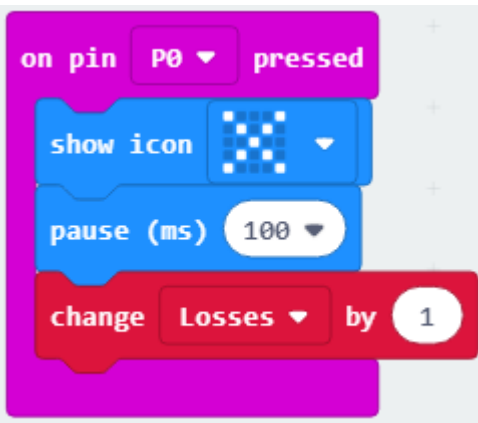 on pin P0 pressed
show icon
pause (ms) 100
change Losses by 1